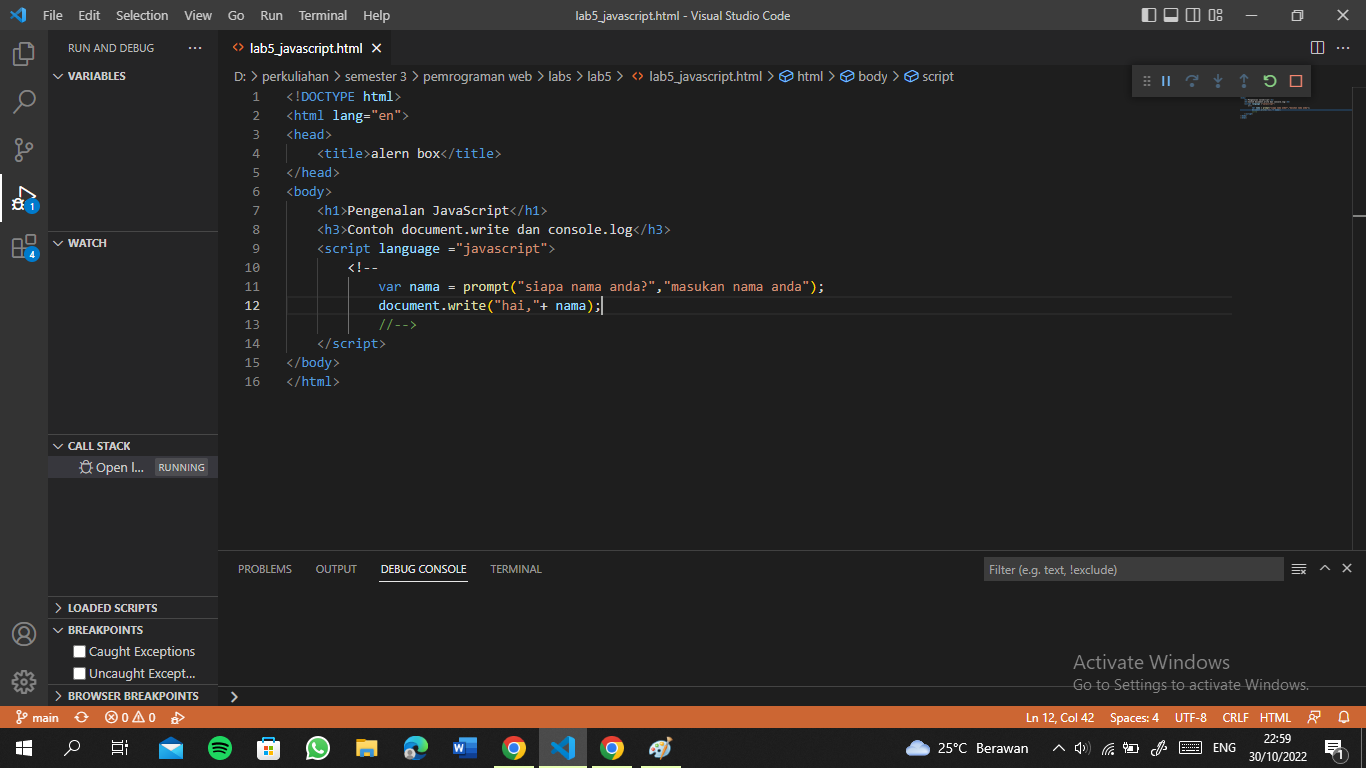 File Edit Selection View Go Run Terminal Help lab5_javascript.html - Visual Studio Code
RUN AND DEBUG ···
VARIABLES
WATCH
CALL STACK
Open l... RUNNING
LOADED SCRIPTS
BREAKPOINTS
Caught Exceptions
Uncaught Except...
BROWSER BREAKPOINTS
1
4
<> lab5_javascript.html
D: > perkuliahan > semester 3 > pemrograman web > labs > lab5 > <> lab5_javascript.html > html > body > script
1 <!DOCTYPE html>
2 <html lang="en">
3 <head>
4     <title>alern box</title>
5 </head>
6 <body>
7     <h1>Pengenalan JavaScript</h1>
8     <h3>Contoh document.write dan console.log</h3>
9     <script language ="javascript">
10         <!--
11             var nama = prompt("siapa nama anda?","masukan nama anda");
12             document.write("hai,"+ nama);
13             //-->
14     </script>
15 </body>
16 </html>
PROBLEMS OUTPUT DEBUG CONSOLE TERMINAL Filter (e.g. text, !exclude)
Activate Windows
Go to Settings to activate Windows.
main 0 0 Ln 12, Col 42 Spaces: 4 UTF-8 CRLF HTML
25°C Berawan ENG 22:59
30/10/2022
1